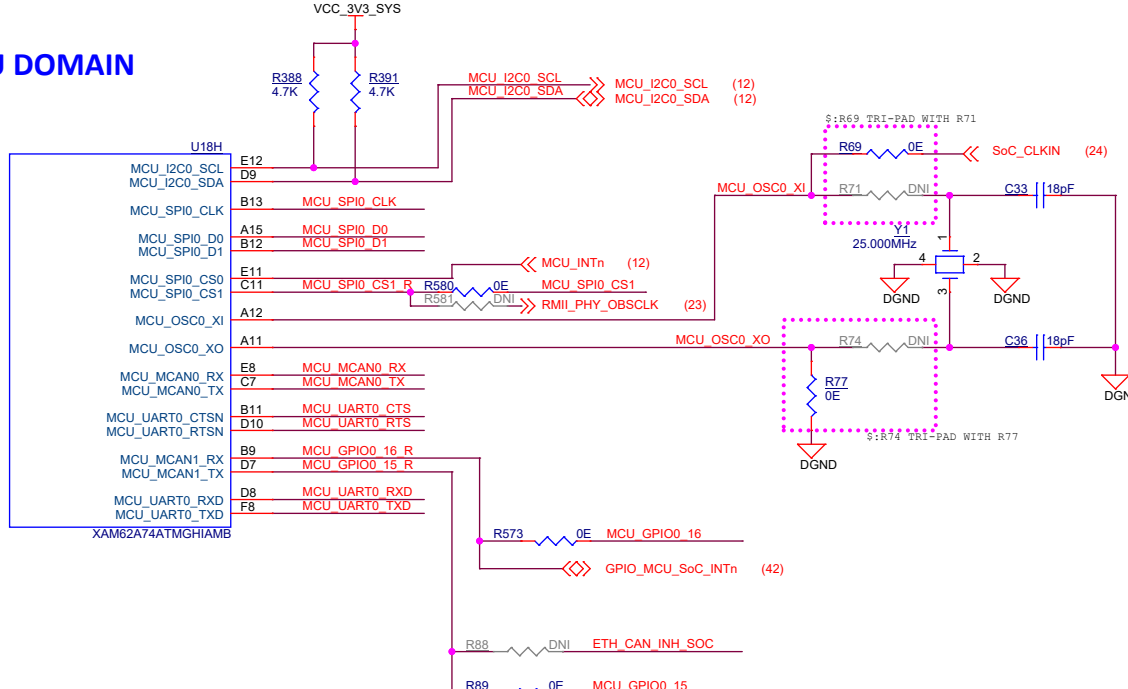 VCC_3V3_SYS
U DOMAIN
R388
4.7K
R391
4.7K
MCU_I2C0_SCL
MCU_I2C0_SDA
MCU_I2C0_SCL (12)
MCU_I2C0_SDA (12)
$:R69 TRI-PAD WITH R71
R69 0E
SoC_CLKIN (24)
U18H
MCU_I2C0_SCL E12
MCU_I2C0_SDA D9
MCU_OSC0_XI
R71 DNI
C33 18pF
MCU_SPI0_CLK B13 MCU_SPI0_CLK
MCU_SPI0_D0 A15 MCU_SPI0_D0
MCU_SPI0_D1 B12 MCU_SPI0_D1
Y1
25.000MHz
1
4
2
3
DGND
DGND
MCU_SPI0_CS0 E11
MCU_INTn (12)
MCU_SPI0_CS1 C11 MCU_SPI0_CS1_R
R580 0E MCU_SPI0_CS1
R581 DNI RMII_PHY_OBSCLK (23)
MCU_OSC0_XI A12
MCU_OSC0_XO A11
MCU_OSC0_XO
R74 DNI
C36 18pF
R77
0E
DGND
$:R74 TRI-PAD WITH R77
DGND
MCU_MCAN0_RX E8 MCU_MCAN0_RX
MCU_MCAN0_TX C7 MCU_MCAN0_TX
MCU_UART0_CTSN B11 MCU_UART0_CTS
MCU_UART0_RTSN D10 MCU_UART0_RTS
MCU_MCAN1_RX B9 MCU_GPIO0_16_R
MCU_MCAN1_TX D7 MCU_GPIO0_15_R
MCU_UART0_RXD D8 MCU_UART0_RXD
MCU_UART0_TXD F8 MCU_UART0_TXD
XAM62A74ATMGHIAMB
R573 0E MCU_GPIO0_16
GPIO_MCU_SoC_INTn (42)
R88 DNI ETH_CAN_INH_SOC
R89 0E MCU_GPIO0_15